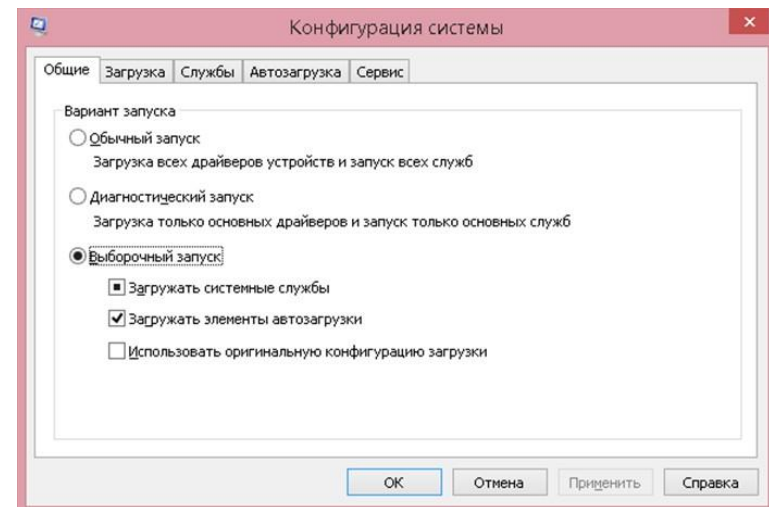 Конфигурация системы
Общие Загрузка Службы Автозагрузка Сервис
Вариант запуска
Обычный запуск
Загрузка всех драйверов устройств и запуск всех служб
Диагностический запуск
Загрузка только основных драйверов и запуск только основных служб
Выборочный запуск
Загружать системные службы
Загружать элементы автозагрузки
Использовать оригинальную конфигурацию загрузки
ОК Отмена Применить Справка